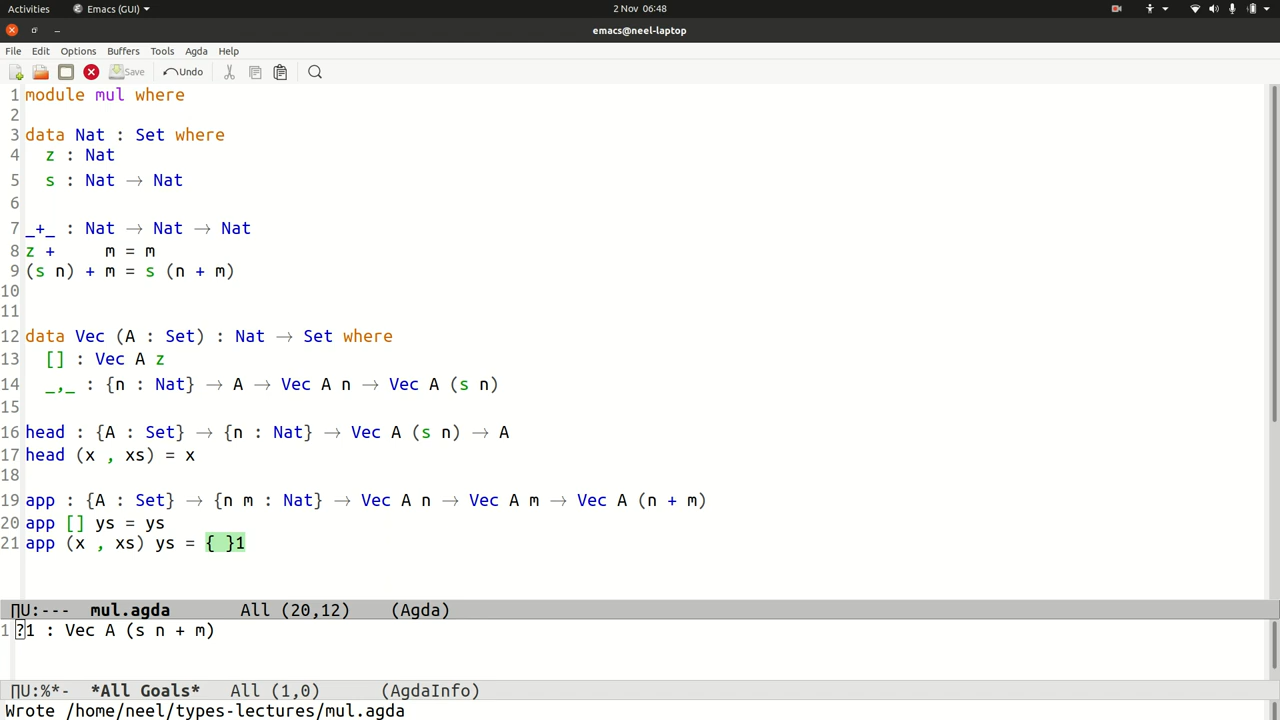 Activities Emacs (GUI) 2 Nov 06:48
emacs@neel-laptop
File Edit Options Buffers Tools Agda Help
Save Undo
1 module mul where
2
3 data Nat : Set where
4   z : Nat
5   s : Nat → Nat
6
7 _+_ : Nat → Nat → Nat
8 z +     m = m
9 (s n) + m = s (n + m)
10
11
12 data Vec (A : Set) : Nat → Set where
13   [] : Vec A z
14   _,_ : {n : Nat} → A → Vec A n → Vec A (s n)
15
16 head : {A : Set} → {n : Nat} → Vec A (s n) → A
17 head (x , xs) = x
18
19 app : {A : Set} → {n m : Nat} → Vec A n → Vec A m → Vec A (n + m)
20 app [] ys = ys
21 app (x , xs) ys = { }1
∏U:--- mul.agda All (20,12) (Agda)
1 ?1 : Vec A (s n + m)
∏U:%*- *All Goals* All (1,0) (AgdaInfo)
Wrote /home/neel/types-lectures/mul.agda